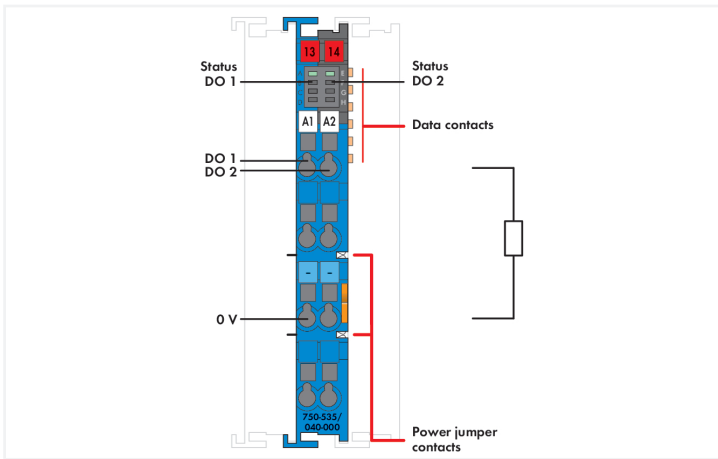 13 14
Status
DO 1
Status
DO 2
E
G
H
A1 A2
Data contacts
DO 1
DO 2
- -
0 V
750-535/
040-000
Power jumper
contacts